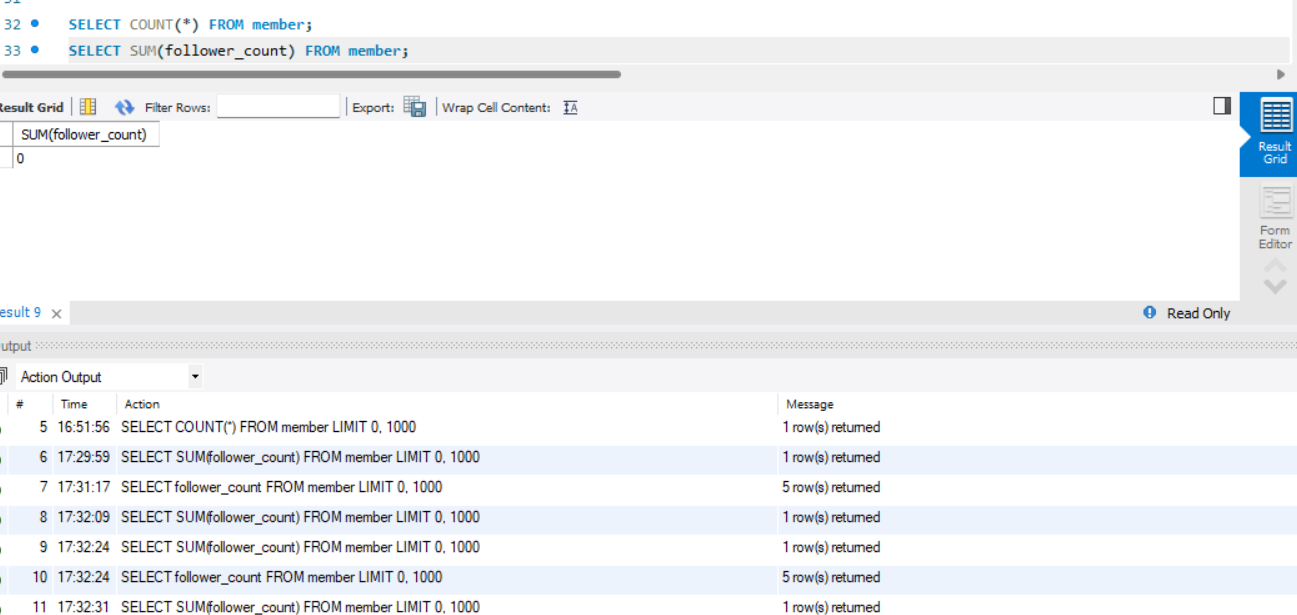 31
32 SELECT COUNT(*) FROM member;
33 SELECT SUM(follower_count) FROM member;
Result Grid Filter Rows: Export: Wrap Cell Content: IA
SUM(follower_count)
0
Result
Grid
Form
Editor
esult 9 × Read Only
utput
Action Output
# Time Action Message
5 16:51:56 SELECT COUNT(*) FROM member LIMIT 0, 1000 1 row(s) returned
6 17:29:59 SELECT SUM(follower_count) FROM member LIMIT 0, 1000 1 row(s) returned
7 17:31:17 SELECT follower_count FROM member LIMIT 0, 1000 5 row(s) returned
8 17:32:09 SELECT SUM(follower_count) FROM member LIMIT 0, 1000 1 row(s) returned
9 17:32:24 SELECT SUM(follower_count) FROM member LIMIT 0, 1000 1 row(s) returned
10 17:32:24 SELECT follower_count FROM member LIMIT 0, 1000 5 row(s) returned
11 17:32:31 SELECT SUM(follower_count) FROM member LIMIT 0, 1000 1 row(s) returned